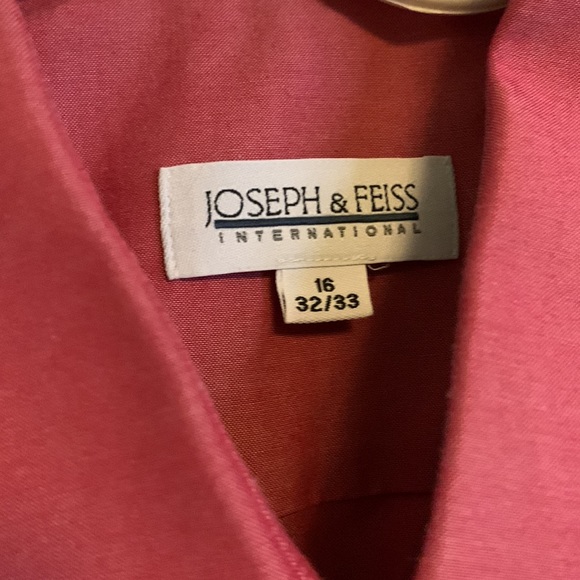 JOSEPH & FEISS
INTERNATIONAL
16
32/33